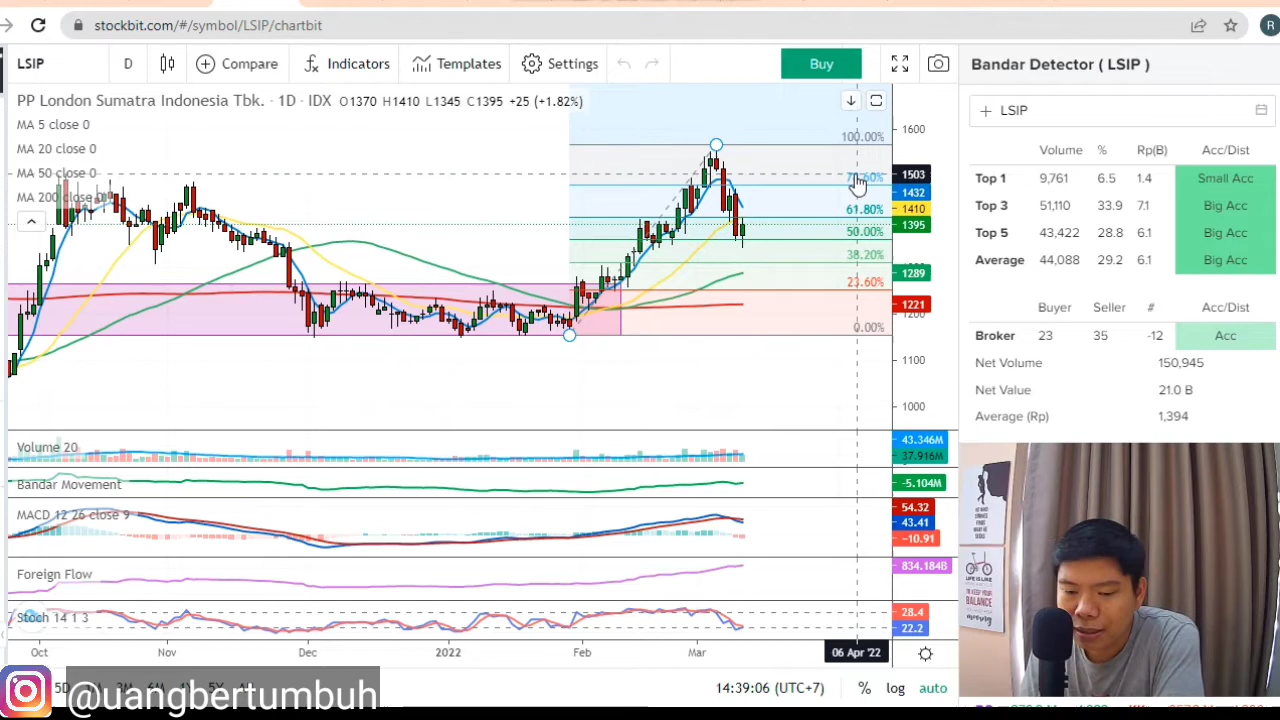 stockbit.com/#/symbol/LSIP/chartbit
R
LSIP D Compare Indicators Templates Settings Buy
PP London Sumatra Indonesia Tbk. · 1D · IDX O1370 H1410 L1345 C1395 +25 (+1.82%)
MA 5 close 0
MA 20 close 0
MA 50 close 0
MA 200 close 0
100.00%
61.80%
50.00%
38.20%
23.60%
0.00%
1600
1503
1432
1410
1395
1289
1221
1200
1100
1000
Volume 20
43.346M
37.916M
Bandar Movement
-5.104M
MACD 12 26 close 9
54.32
43.41
-10.91
Foreign Flow
834.184B
Stoch 14 1 3
28.4
22.2
Oct Nov Dec 2022 Feb Mar 06 Apr '22
14:39:06 (UTC+7) % log auto
@uangbertumbuh
Bandar Detector ( LSIP )
+ LSIP
Volume % Rp(B) Acc/Dist
Top 1 9,761 6.5 1.4 Small Acc
Top 3 51,110 33.9 7.1 Big Acc
Top 5 43,422 28.8 6.1 Big Acc
Average 44,088 29.2 6.1 Big Acc
Buyer Seller # Acc/Dist
Broker 23 35 -12 Acc
Net Volume 150,945
Net Value 21.0 B
Average (Rp) 1,394
LIFE IS LIKE
BALANCE